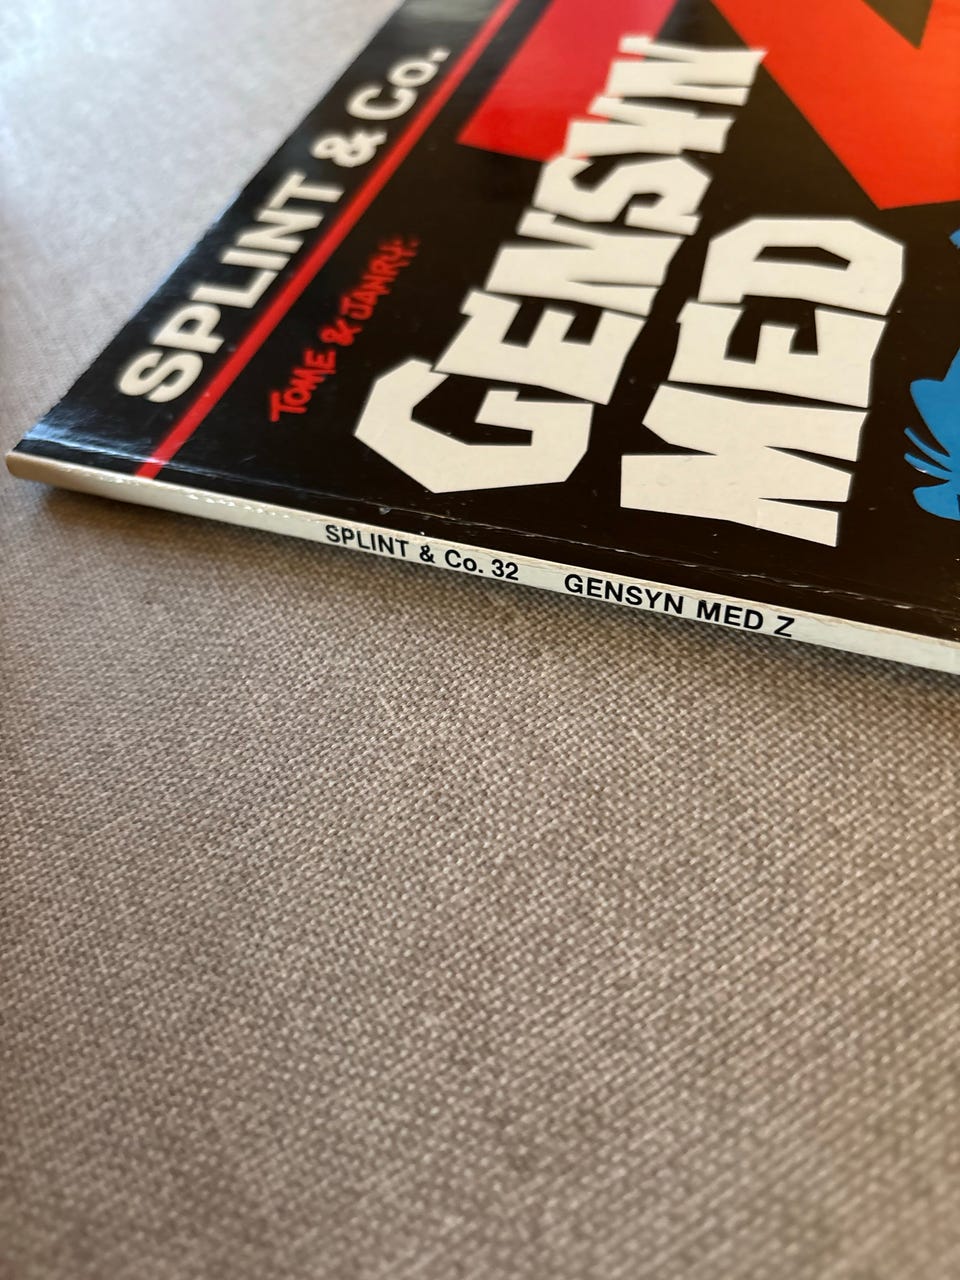 SPLINT & Co.
TOME & JANRY:
GENSYN
MED
SPLINT & Co. 32 GENSYN MED Z